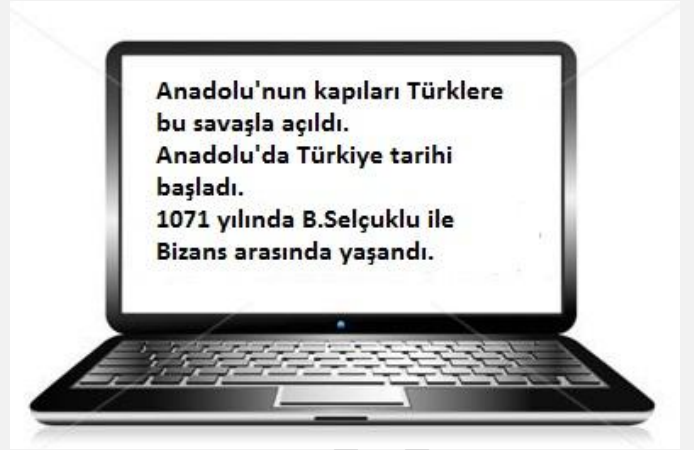 Anadolu'nun kapıları Türklere
bu savaşla açıldı.
Anadolu'da Türkiye tarihi
başladı.
1071 yılında B.Selçuklu ile
Bizans arasında yaşandı.